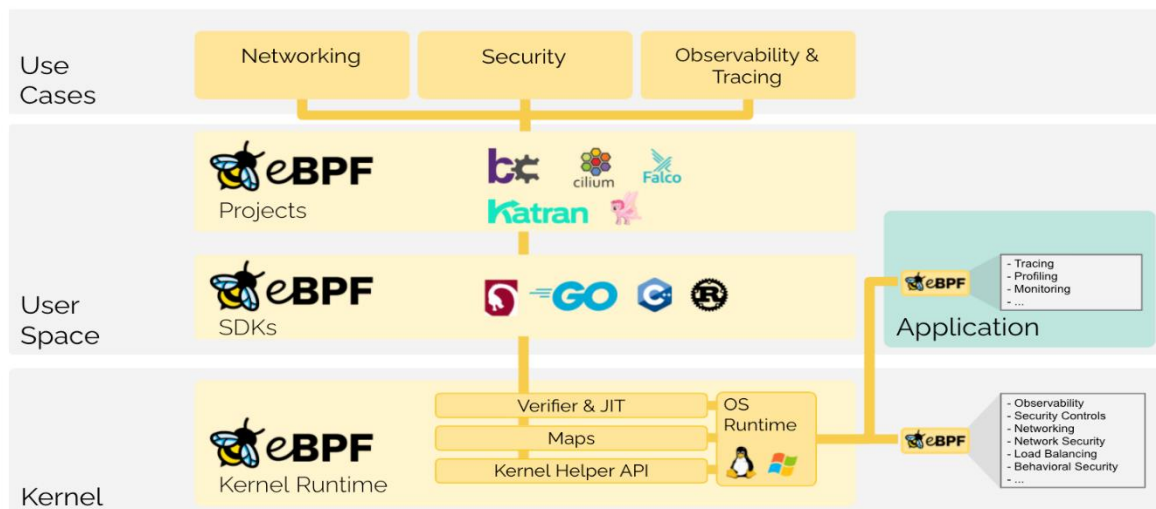 Use
Cases
Networking
Security
Observability &
Tracing
eBPF
Projects
bc
cilium
Falco
Katran
User
Space
eBPF
SDKs
GO
C++
R
eBPF
- Tracing
- Profiling
- Monitoring
- ...
Application
Kernel
eBPF
Kernel Runtime
Verifier & JIT
Maps
Kernel Helper API
OS
Runtime
eBPF
- Observability
- Security Controls
- Networking
- Network Security
- Load Balancing
- Behavioral Security
- ...